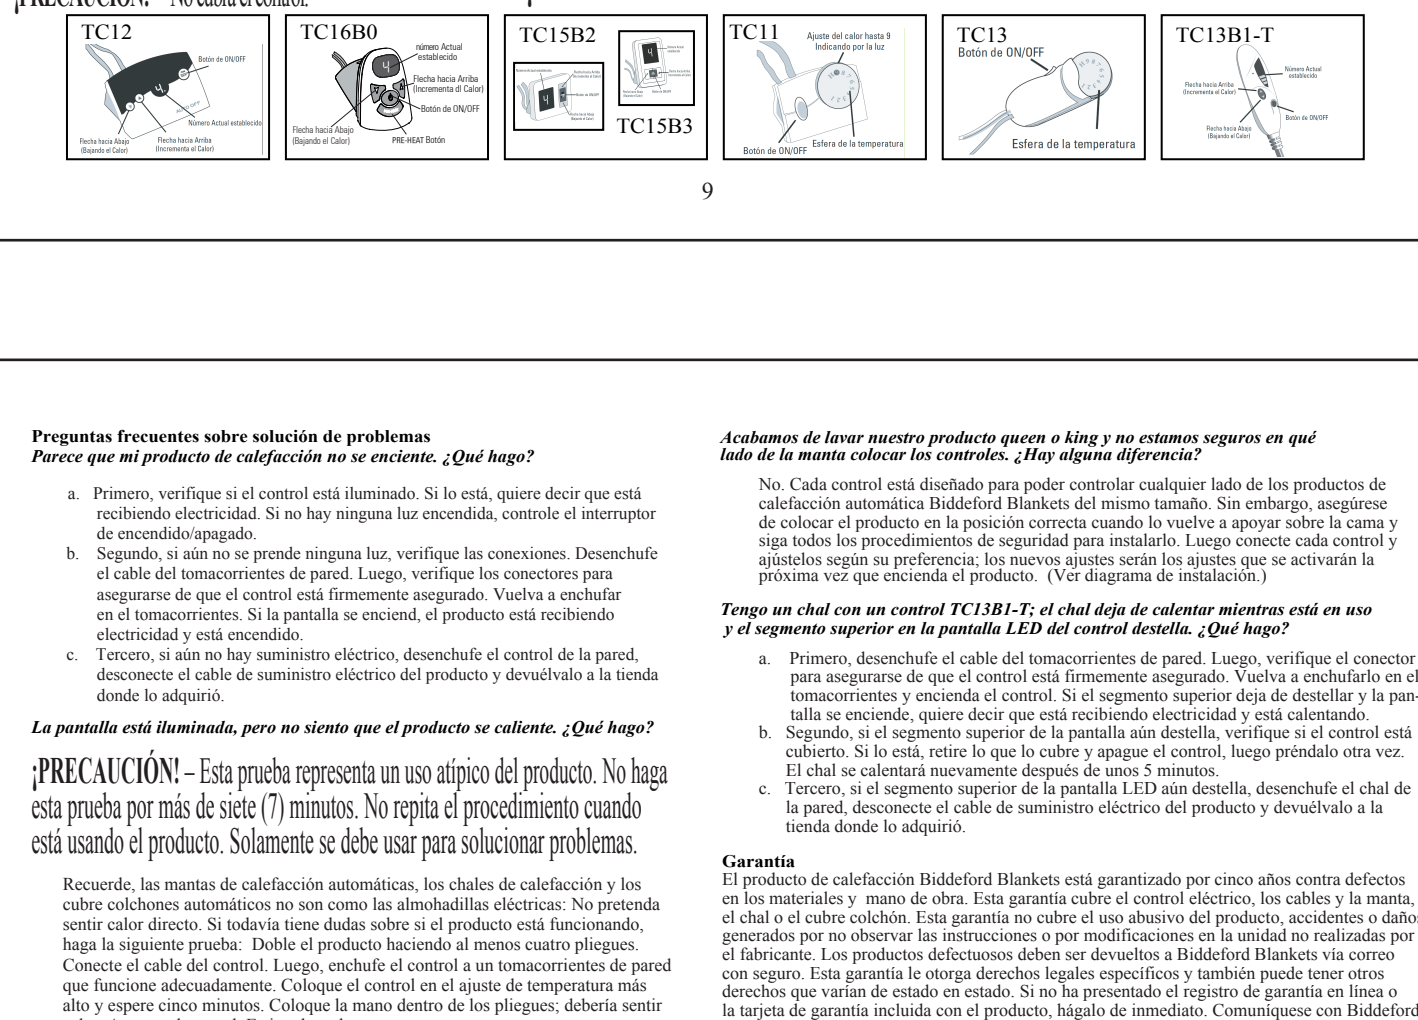 ¡PRECAUCIÓN! – No cubra el control.
TC12
Botón de ON/OFF
AUTO OFF
Número Actual establecido
Flecha hacia Abajo
(Bajando el Calor)
Flecha hacia Arriba
(Incrementa el Calor)
TC16B0
número Actual
establecido
Flecha hacia Arriba
(Incrementa dl Calor)
Botón de ON/OFF
Flecha hacia Abajo
(Bajando el Calor)
PRE-HEAT Botón
TC15B2
TC15B3
TC11
Ajuste del calor hasta 9
Indicando por la luz
Botón de ON/OFF
Esfera de la temperatura
TC13
Botón de ON/OFF
Esfera de la temperatura
TC13B1-T
Número Actual
establecido
Flecha hacia Arriba
(Incrementa el Calor)
Botón de ON/OFF
Flecha hacia Abajo
(Bajando el Calor)
9
Preguntas frecuentes sobre solución de problemas
Parece que mi producto de calefacción no se enciente. ¿Qué hago?
a. Primero, verifique si el control está iluminado. Si lo está, quiere decir que está
recibiendo electricidad. Si no hay ninguna luz encendida, controle el interruptor
de encendido/apagado.
b. Segundo, si aún no se prende ninguna luz, verifique las conexiones. Desenchufe
el cable del tomacorrientes de pared. Luego, verifique los conectores para
asegurarse de que el control está firmemente asegurado. Vuelva a enchufar
en el tomacorrientes. Si la pantalla se enciend, el producto está recibiendo
electricidad y está encendido.
c. Tercero, si aún no hay suministro eléctrico, desenchufe el control de la pared,
desconecte el cable de suministro eléctrico del producto y devuélvalo a la tienda
donde lo adquirió.
La pantalla está iluminada, pero no siento que el producto se caliente. ¿Qué hago?
¡PRECAUCIÓN! – Esta prueba representa un uso atípico del producto. No haga
esta prueba por más de siete (7) minutos. No repita el procedimiento cuando
está usando el producto. Solamente se debe usar para solucionar problemas.
Recuerde, las mantas de calefacción automáticas, los chales de calefacción y los
cubre colchones automáticos no son como las almohadillas eléctricas: No pretenda
sentir calor directo. Si todavía tiene dudas sobre si el producto está funcionando,
haga la siguiente prueba: Doble el producto haciendo al menos cuatro pliegues.
Conecte el cable del control. Luego, enchufe el control a un tomacorrientes de pared
que funcione adecuadamente. Coloque el control en el ajuste de temperatura más
alto y espere cinco minutos. Coloque la mano dentro de los pliegues; debería sentir
Acabamos de lavar nuestro producto queen o king y no estamos seguros en qué
lado de la manta colocar los controles. ¿Hay alguna diferencia?
No. Cada control está diseñado para poder controlar cualquier lado de los productos de
calefacción automática Biddeford Blankets del mismo tamaño. Sin embargo, asegúrese
de colocar el producto en la posición correcta cuando lo vuelve a apoyar sobre la cama y
siga todos los procedimientos de seguridad para instalarlo. Luego conecte cada control y
ajústelos según su preferencia; los nuevos ajustes serán los ajustes que se activarán la
próxima vez que encienda el producto. (Ver diagrama de instalación.)
Tengo un chal con un control TC13B1-T; el chal deja de calentar mientras está en uso
y el segmento superior en la pantalla LED del control destella. ¿Qué hago?
a. Primero, desenchufe el cable del tomacorrientes de pared. Luego, verifique el conector
para asegurarse de que el control está firmemente asegurado. Vuelva a enchufarlo en el
tomacorrientes y encienda el control. Si el segmento superior deja de destellar y la pan-
talla se enciende, quiere decir que está recibiendo electricidad y está calentando.
b. Segundo, si el segmento superior de la pantalla aún destella, verifique si el control está
cubierto. Si lo está, retire lo que lo cubre y apague el control, luego préndalo otra vez.
El chal se calentará nuevamente después de unos 5 minutos.
c. Tercero, si el segmento superior de la pantalla LED aún destella, desenchufe el chal de
la pared, desconecte el cable de suministro eléctrico del producto y devuélvalo a la
tienda donde lo adquirió.
Garantía
El producto de calefacción Biddeford Blankets está garantizado por cinco años contra defectos
en los materiales y mano de obra. Esta garantía cubre el control eléctrico, los cables y la manta,
el chal o el cubre colchón. Esta garantía no cubre el uso abusivo del producto, accidentes o daños
generados por no observar las instrucciones o por modificaciones en la unidad no realizadas por
el fabricante. Los productos defectuosos deben ser devueltos a Biddeford Blankets vía correo
con seguro. Esta garantía le otorga derechos legales específicos y también puede tener otros
derechos que varían de estado en estado. Si no ha presentado el registro de garantía en línea o
la tarjeta de garantía incluida con el producto, hágalo de inmediato. Comuníquese con Biddeford